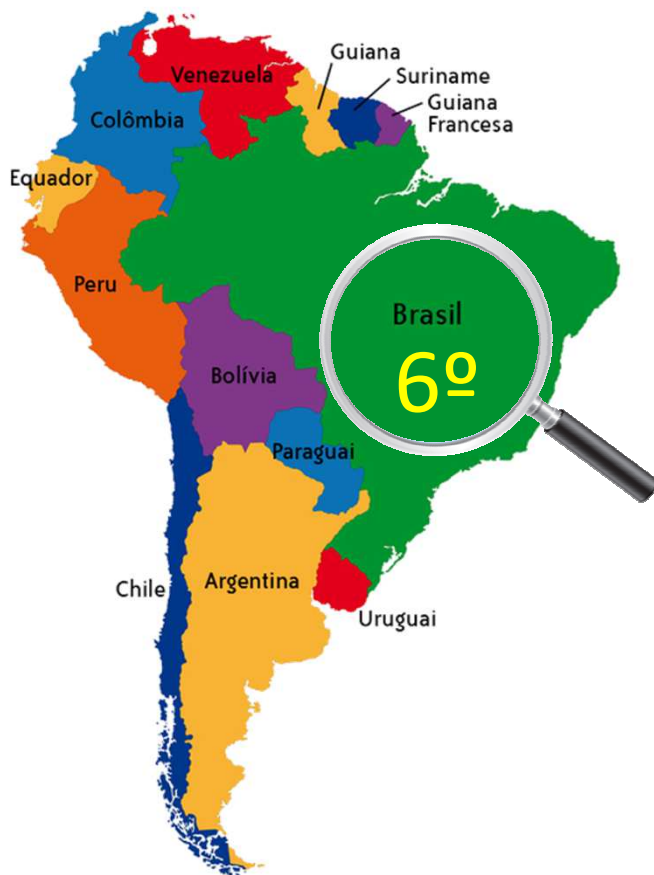 Guiana
Venezuela
Suriname
Guiana
Francesa
Colômbia
Equador
Peru
Brasil
6º
Bolívia
Paraguai
Chile
Argentina
Uruguai